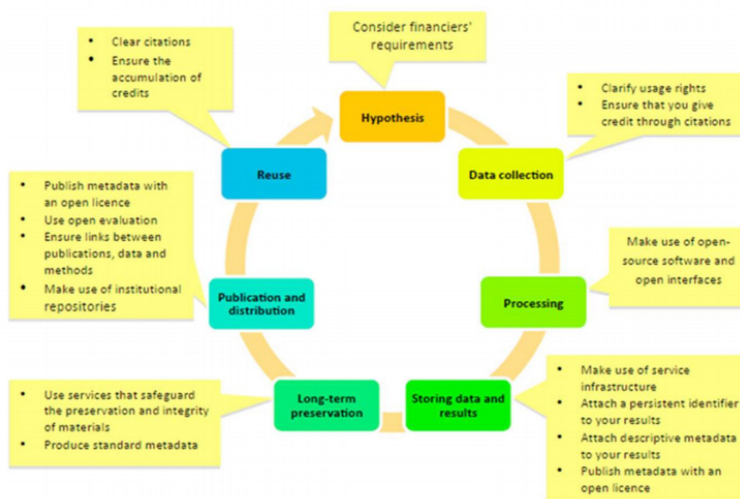 Consider financiers'
requirements
Hypothesis
Clarify usage rights
Ensure that you give
credit through citations
Data collection
Make use of open-
source software and
open interfaces
Processing
Make use of service
infrastructure
Attach a persistent identifier
to your results
Attach descriptive metadata
to your results
Publish metadata with an
open licence
Storing data and
results
Use services that safeguard
the preservation and integrity
of materials
Produce standard metadata
Long-term
preservation
Publish metadata with
an open licence
Use open evaluation
Ensure links between
publications, data and
methods
Make use of institutional
repositories
Publication and
distribution
Clear citations
Ensure the
accumulation of
credits
Reuse